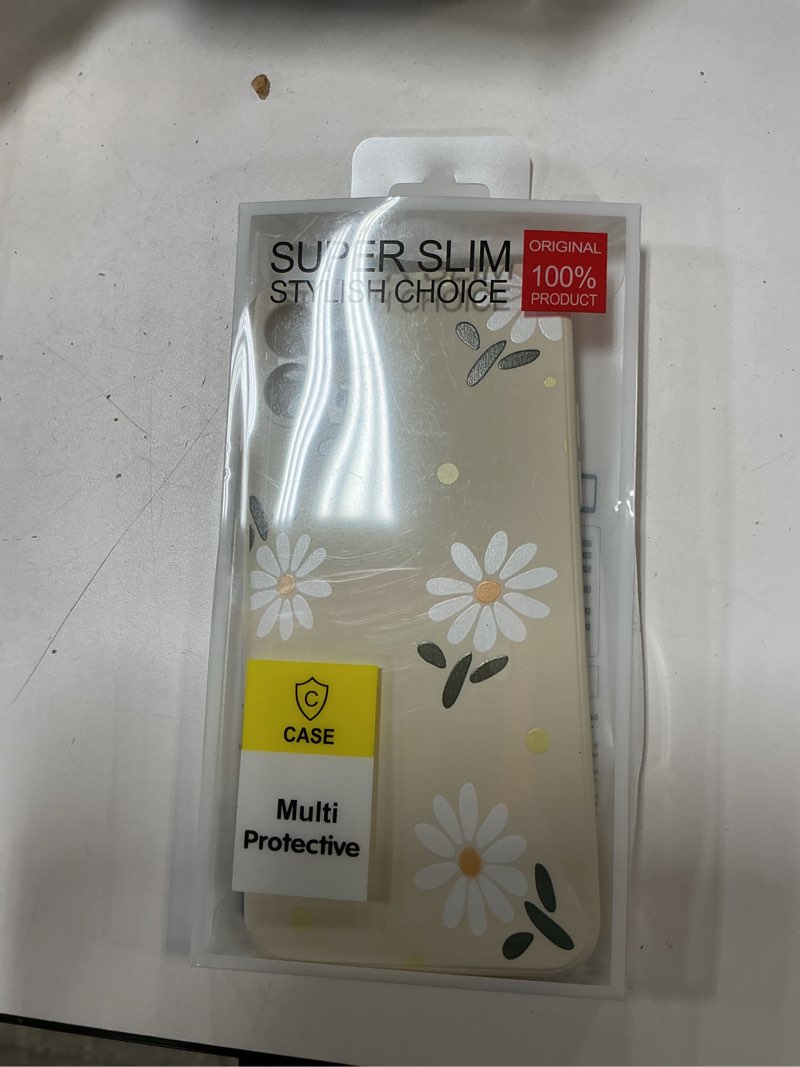 SUPER SLIM
STYLISH CHOICE
ORIGINAL
100%
PRODUCT
C
CASE
Multi
Protective